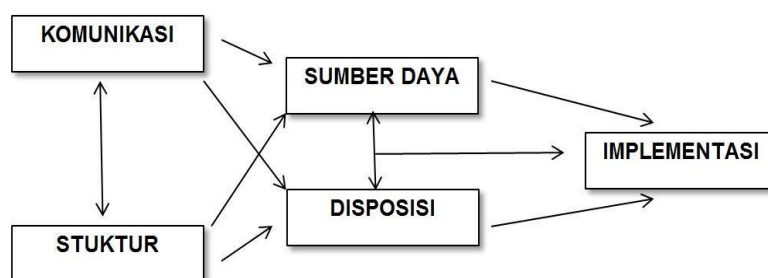 KOMUNIKASI
SUMBER DAYA
IMPLEMENTASI
DISPOSISI
STUKTUR